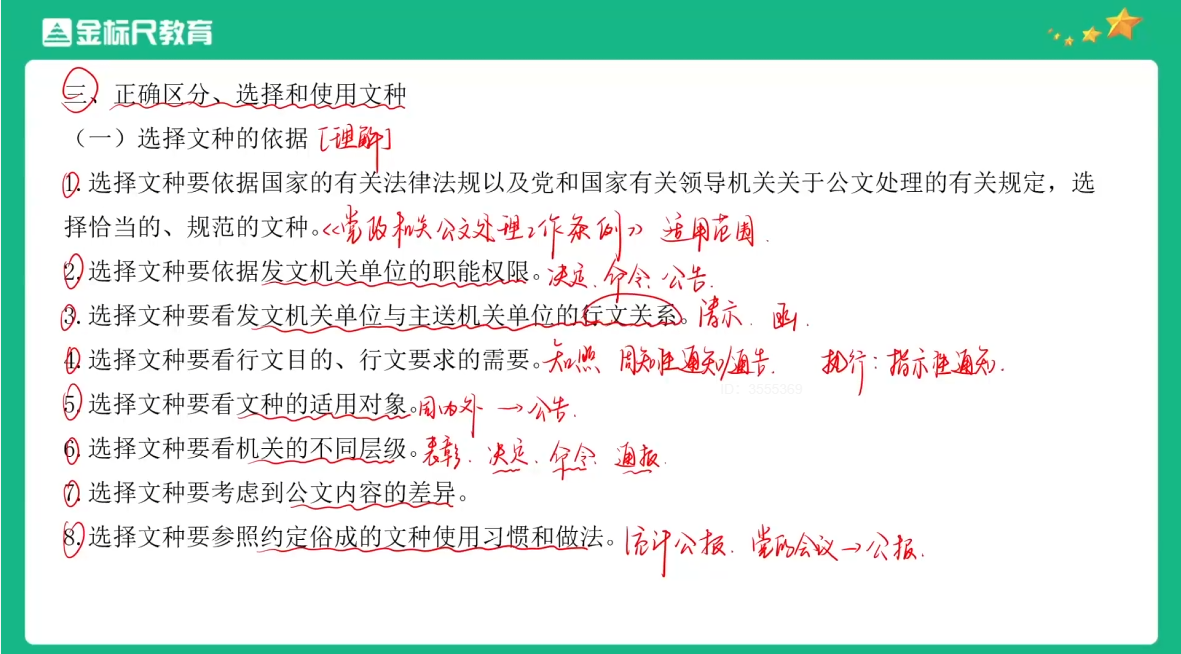 金标尺教育
三、正确区分、选择和使用文种
（一）选择文种的依据 [理解]
1. 选择文种要依据国家的有关法律法规以及党和国家有关领导机关关于公文处理的有关规定，选
择恰当的、规范的文种。《党政机关公文处理工作条例》 适用范围.
2. 选择文种要依据发文机关单位的职能权限。决定、命令、公告.
3. 选择文种要看发文机关单位与主送机关单位的行文关系。请示、函.
4. 选择文种要看行文目的、行文要求的需要。知照 周知性通知/通告. 执行：指示性通知.
ID: 3555369
5. 选择文种要看文种的适用对象。国内外 → 公告.
6. 选择文种要看机关的不同层级。表彰. 决定、命令、通报.
7. 选择文种要考虑到公文内容的差异。
8. 选择文种要参照约定俗成的文种使用习惯和做法。统计公报. 党的会议→公报.